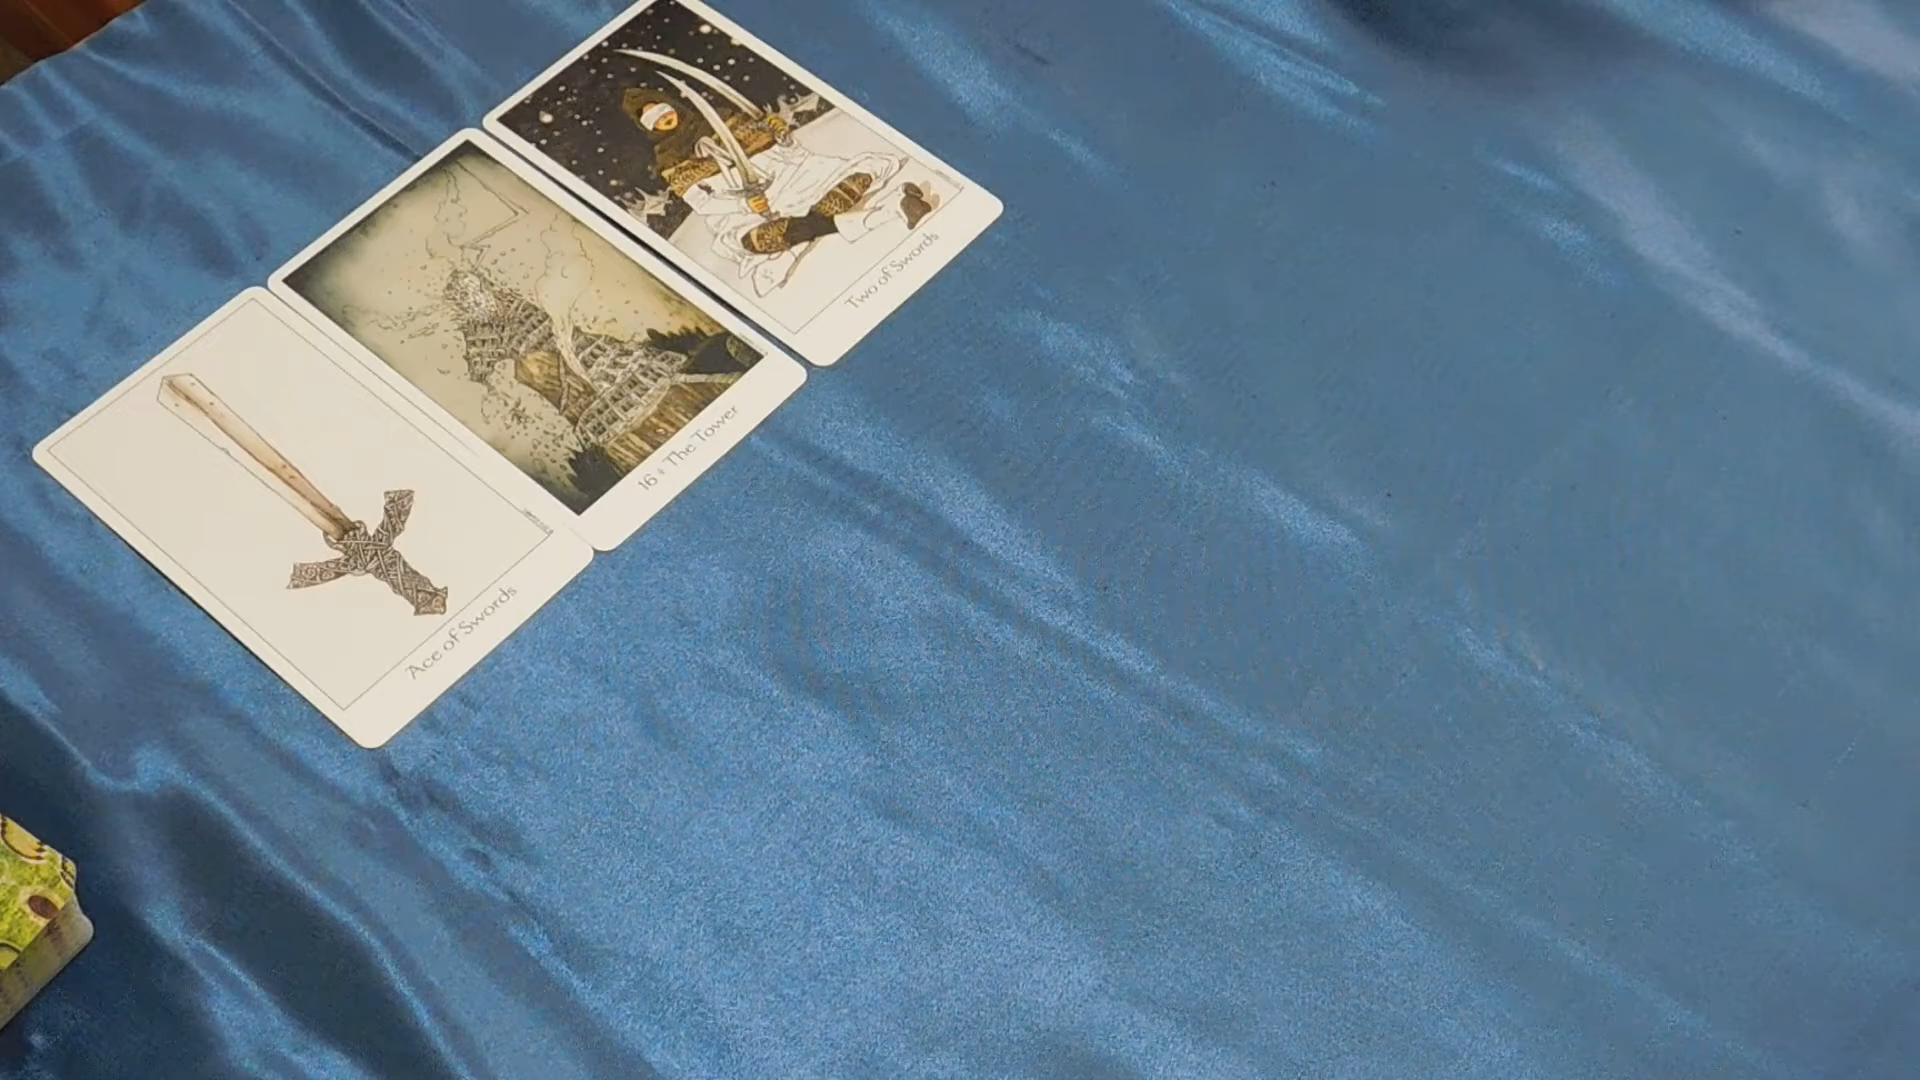 Ace of Swords
16 ⬧ The Tower
Two of Swords